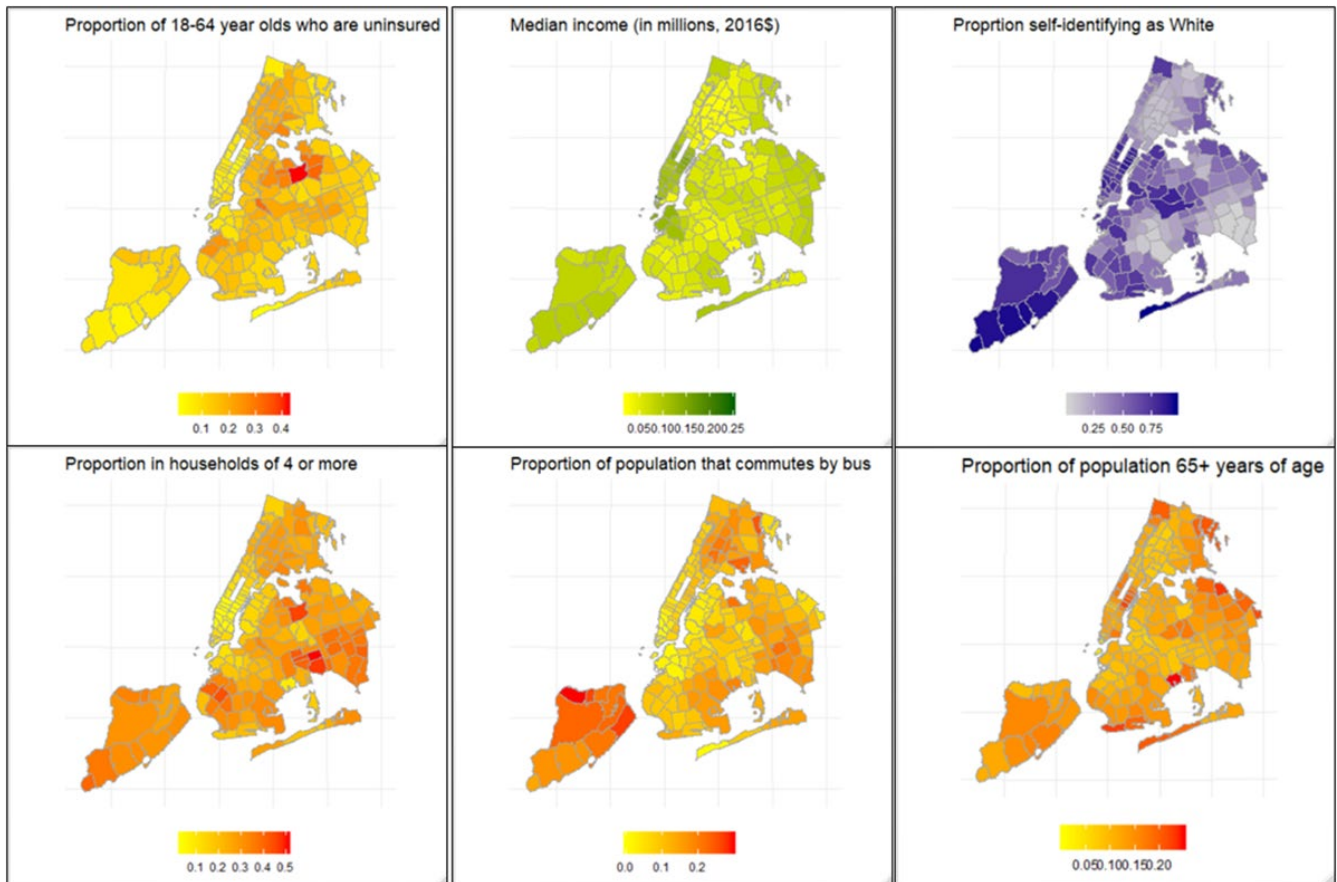 Proportion of 18-64 year olds who are uninsured
Median income (in millions, 2016$)
Proprtion self-identifying as White
0.1 0.2 0.3 0.4
0.050.100.150.200.25
0.25 0.50 0.75
Proportion in households of 4 or more
Proportion of population that commutes by bus
Proportion of population 65+ years of age
0.1 0.2 0.3 0.4 0.5
0.0 0.1 0.2
0.050.100.150.20